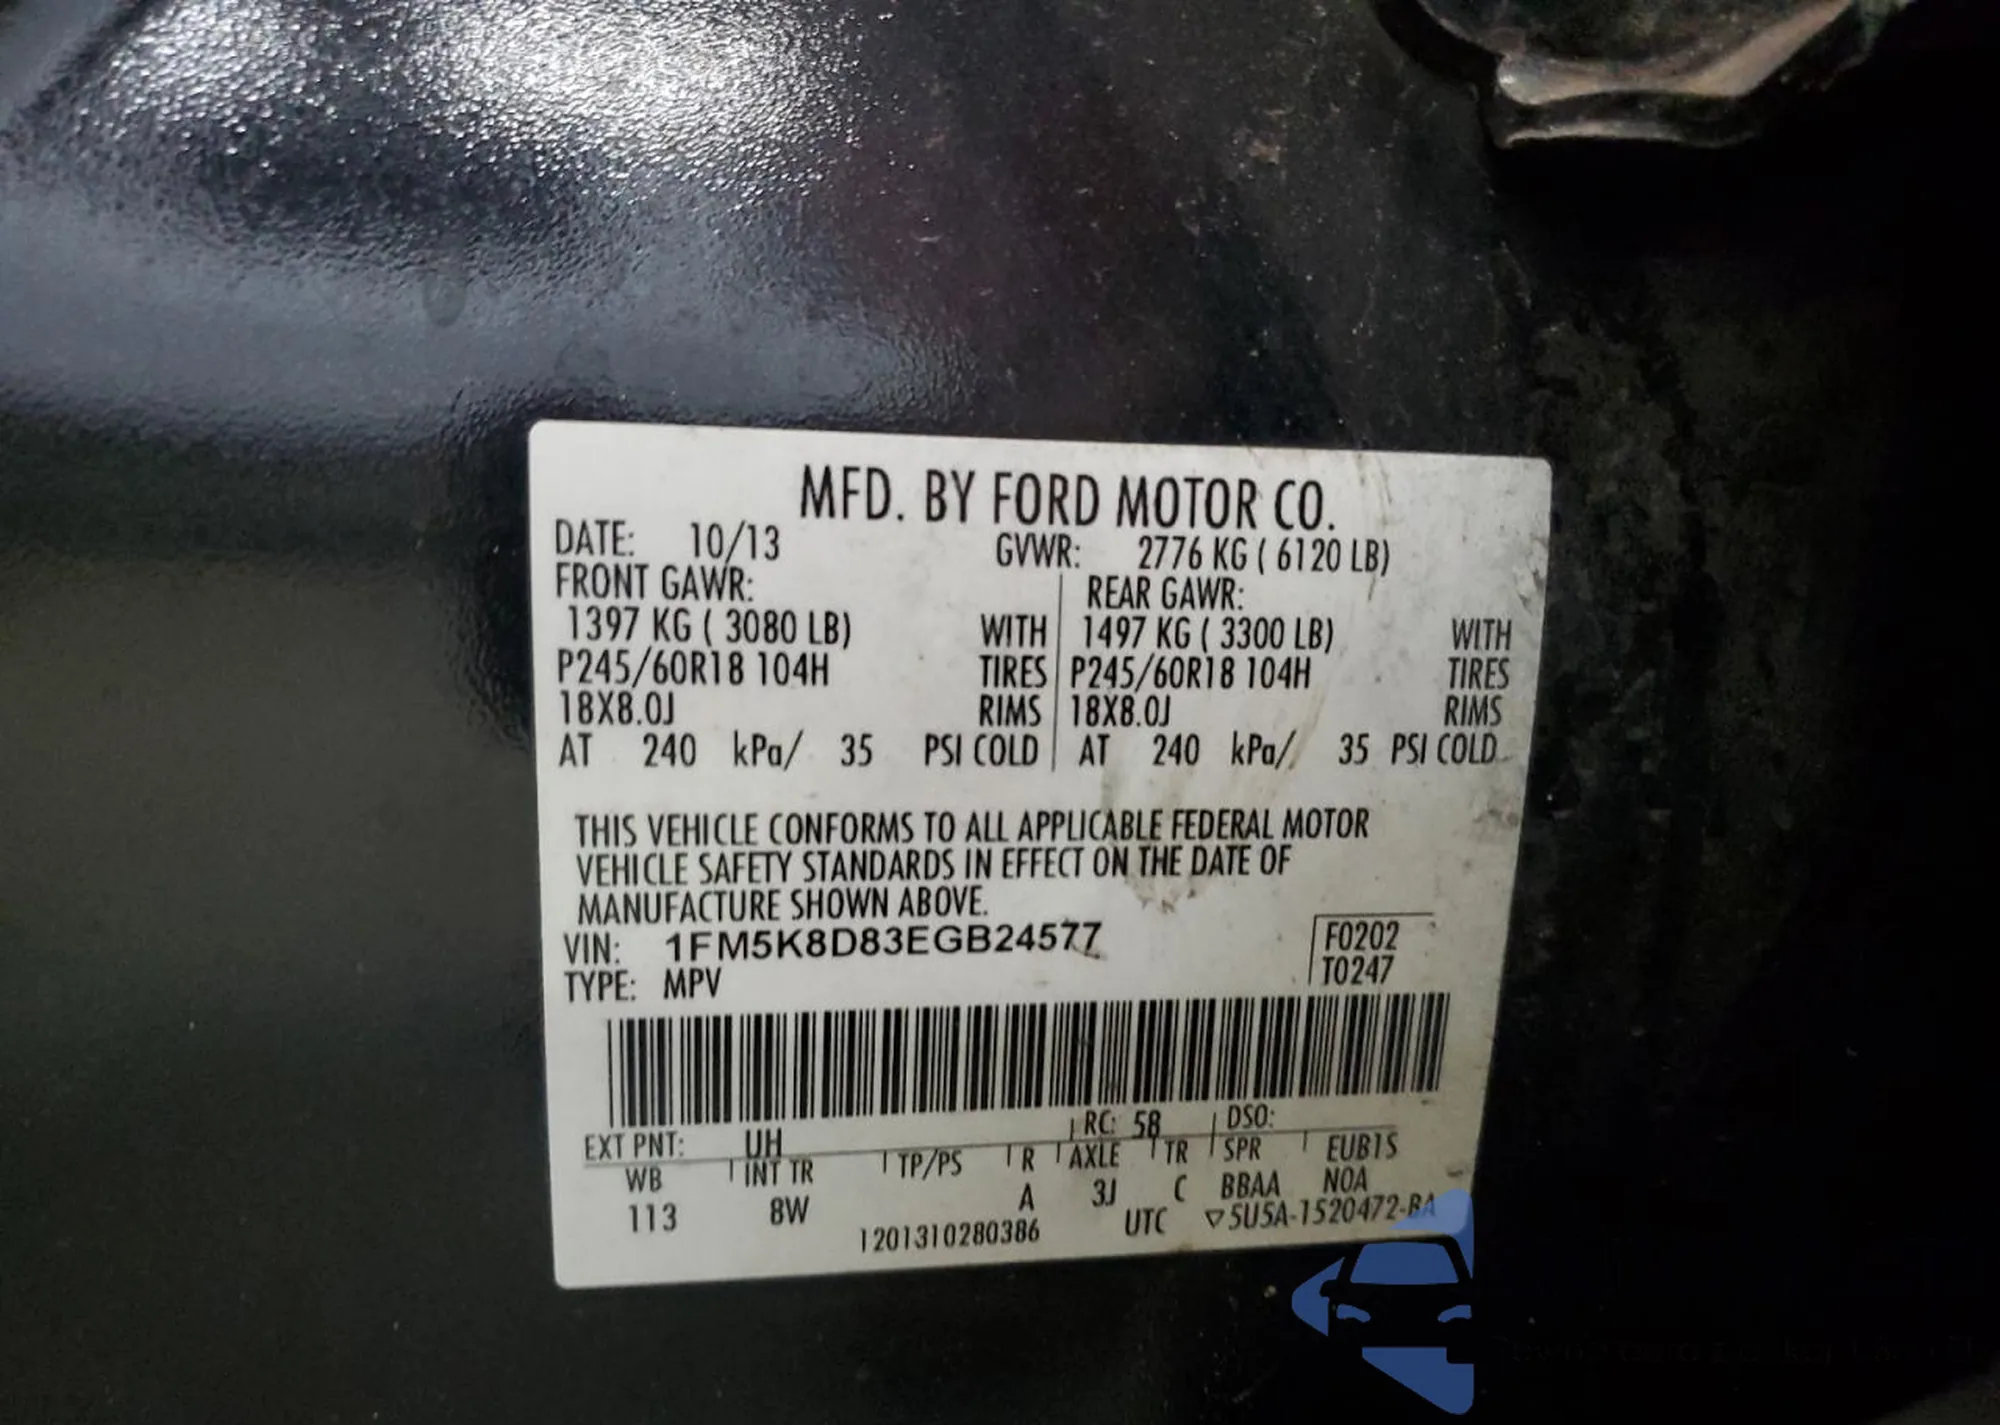 MFD. BY FORD MOTOR CO.
DATE: 10/13 GVWR: 2776 KG ( 6120 LB)
FRONT GAWR: REAR GAWR:
1397 KG ( 3080 LB) WITH 1497 KG ( 3300 LB) WITH
P245/60R18 104H TIRES P245/60R18 104H TIRES
18X8.0J RIMS 18X8.0J RIMS
AT 240 kPa/ 35 PSI COLD AT 240 kPa/ 35 PSI COLD
THIS VEHICLE CONFORMS TO ALL APPLICABLE FEDERAL MOTOR
VEHICLE SAFETY STANDARDS IN EFFECT ON THE DATE OF
MANUFACTURE SHOWN ABOVE.
VIN: 1FM5K8D83EGB24577 F0202
TYPE: MPV T0247
EXT PNT: UH RC: 58 DSO:
WB INT TR TP/PS R AXLE TR SPR EUB1S
113 8W A 3J C BBAA NOA
1201310280386 UTC ▽5U5A-1520472-BA